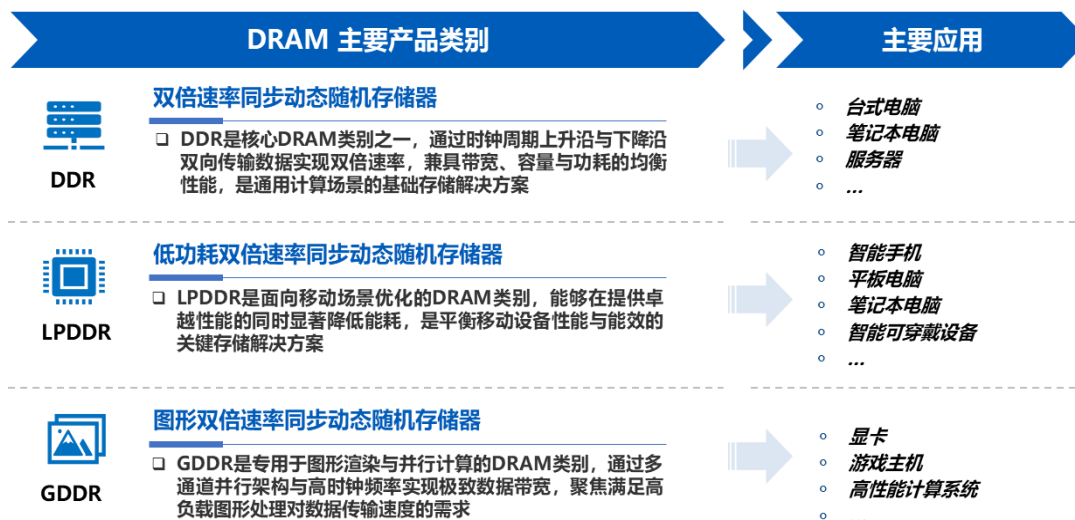 DRAM 主要产品类别
主要应用
双倍速率同步动态随机存储器
DDR是核心DRAM类别之一，通过时钟周期上升沿与下降沿
双向传输数据实现双倍速率，兼具带宽、容量与功耗的均衡
性能，是通用计算场景的基础存储解决方案
DDR
台式电脑
笔记本电脑
服务器
...
低功耗双倍速率同步动态随机存储器
LPDDR是面向移动场景优化的DRAM类别，能够在提供卓
越性能的同时显著降低能耗，是平衡移动设备性能与能效的
关键存储解决方案
LPDDR
智能手机
平板电脑
笔记本电脑
智能可穿戴设备
...
图形双倍速率同步动态随机存储器
GDDR是专用于图形渲染与并行计算的DRAM类别，通过多
通道并行架构与高时钟频率实现极致数据带宽，聚焦满足高
负载图形处理对数据传输速度的需求
GDDR
显卡
游戏主机
高性能计算系统
...